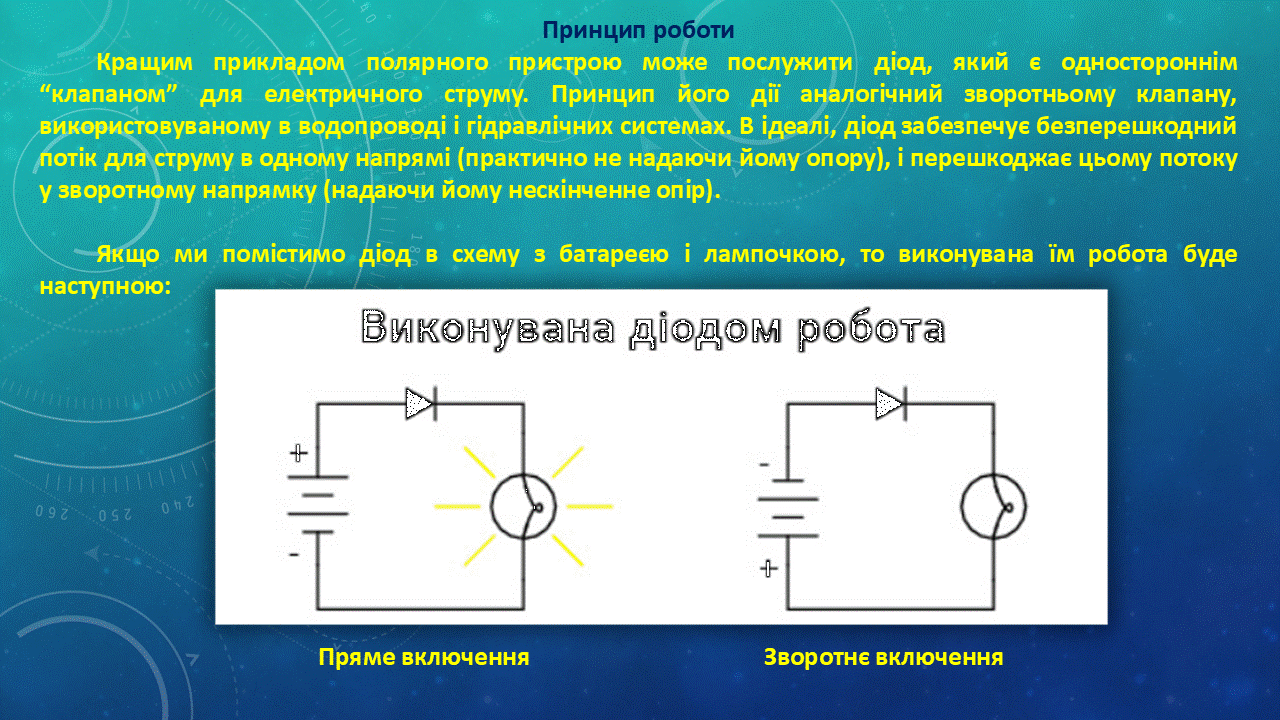 Принцип роботи
Кращим прикладом полярного пристрою може послужити діод, який є одностороннім
“клапаном” для електричного струму. Принцип його дії аналогічний зворотньому клапану,
використовуваному в водопроводі і гідравлічних системах. В ідеалі, діод забезпечує безперешкодний
потік для струму в одному напрямі (практично не надаючи йому опору), і перешкоджає цьому потоку
у зворотному напрямку (надаючи йому нескінченне опір).
Якщо ми помістимо діод в схему з батареєю і лампочкою, то виконувана їм робота буде
наступною:
Виконувана діодом робота
+
-
-
+
Пряме включення
Зворотнє включення
260 250 240